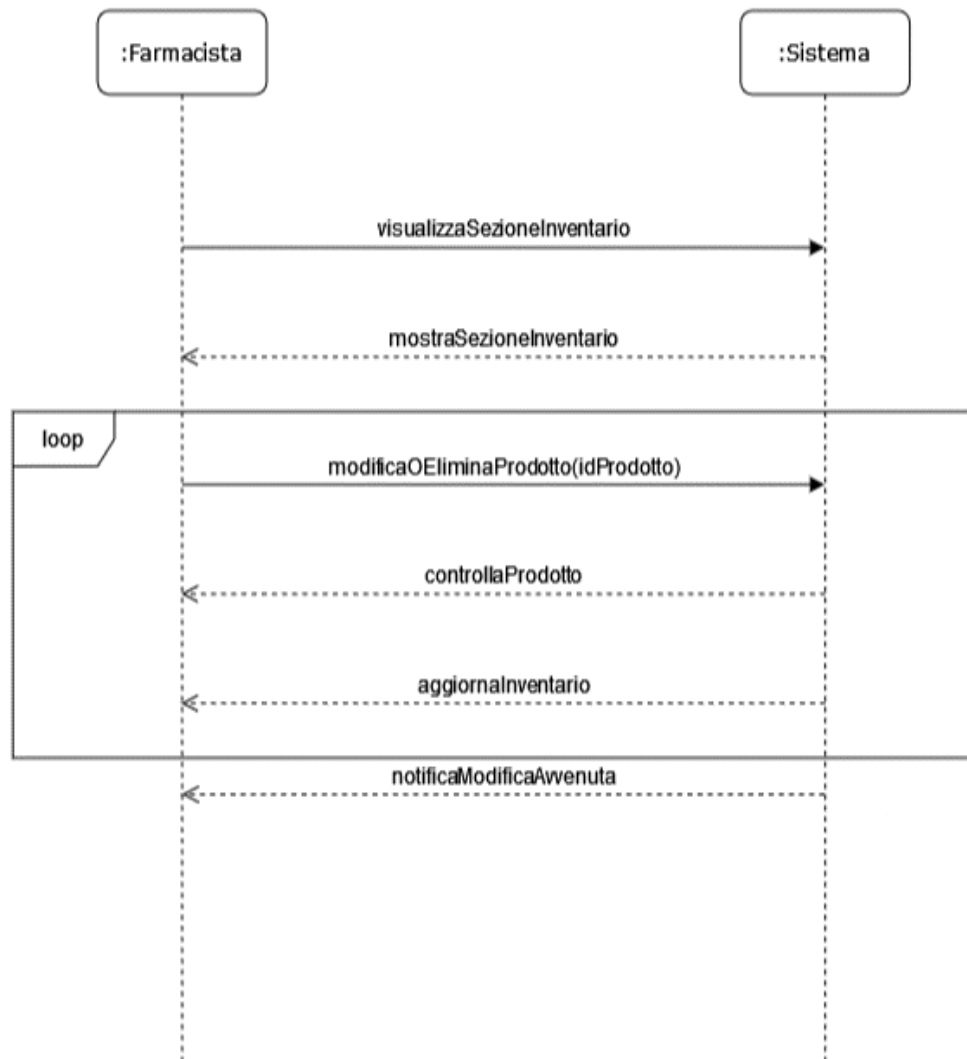 :Farmacista
:Sistema
visualizzaSezioneInventario
mostraSezioneInventario
loop
modificaOEliminaProdotto(idProdotto)
controllaProdotto
aggiornaInventario
notificaModificaAvvenuta